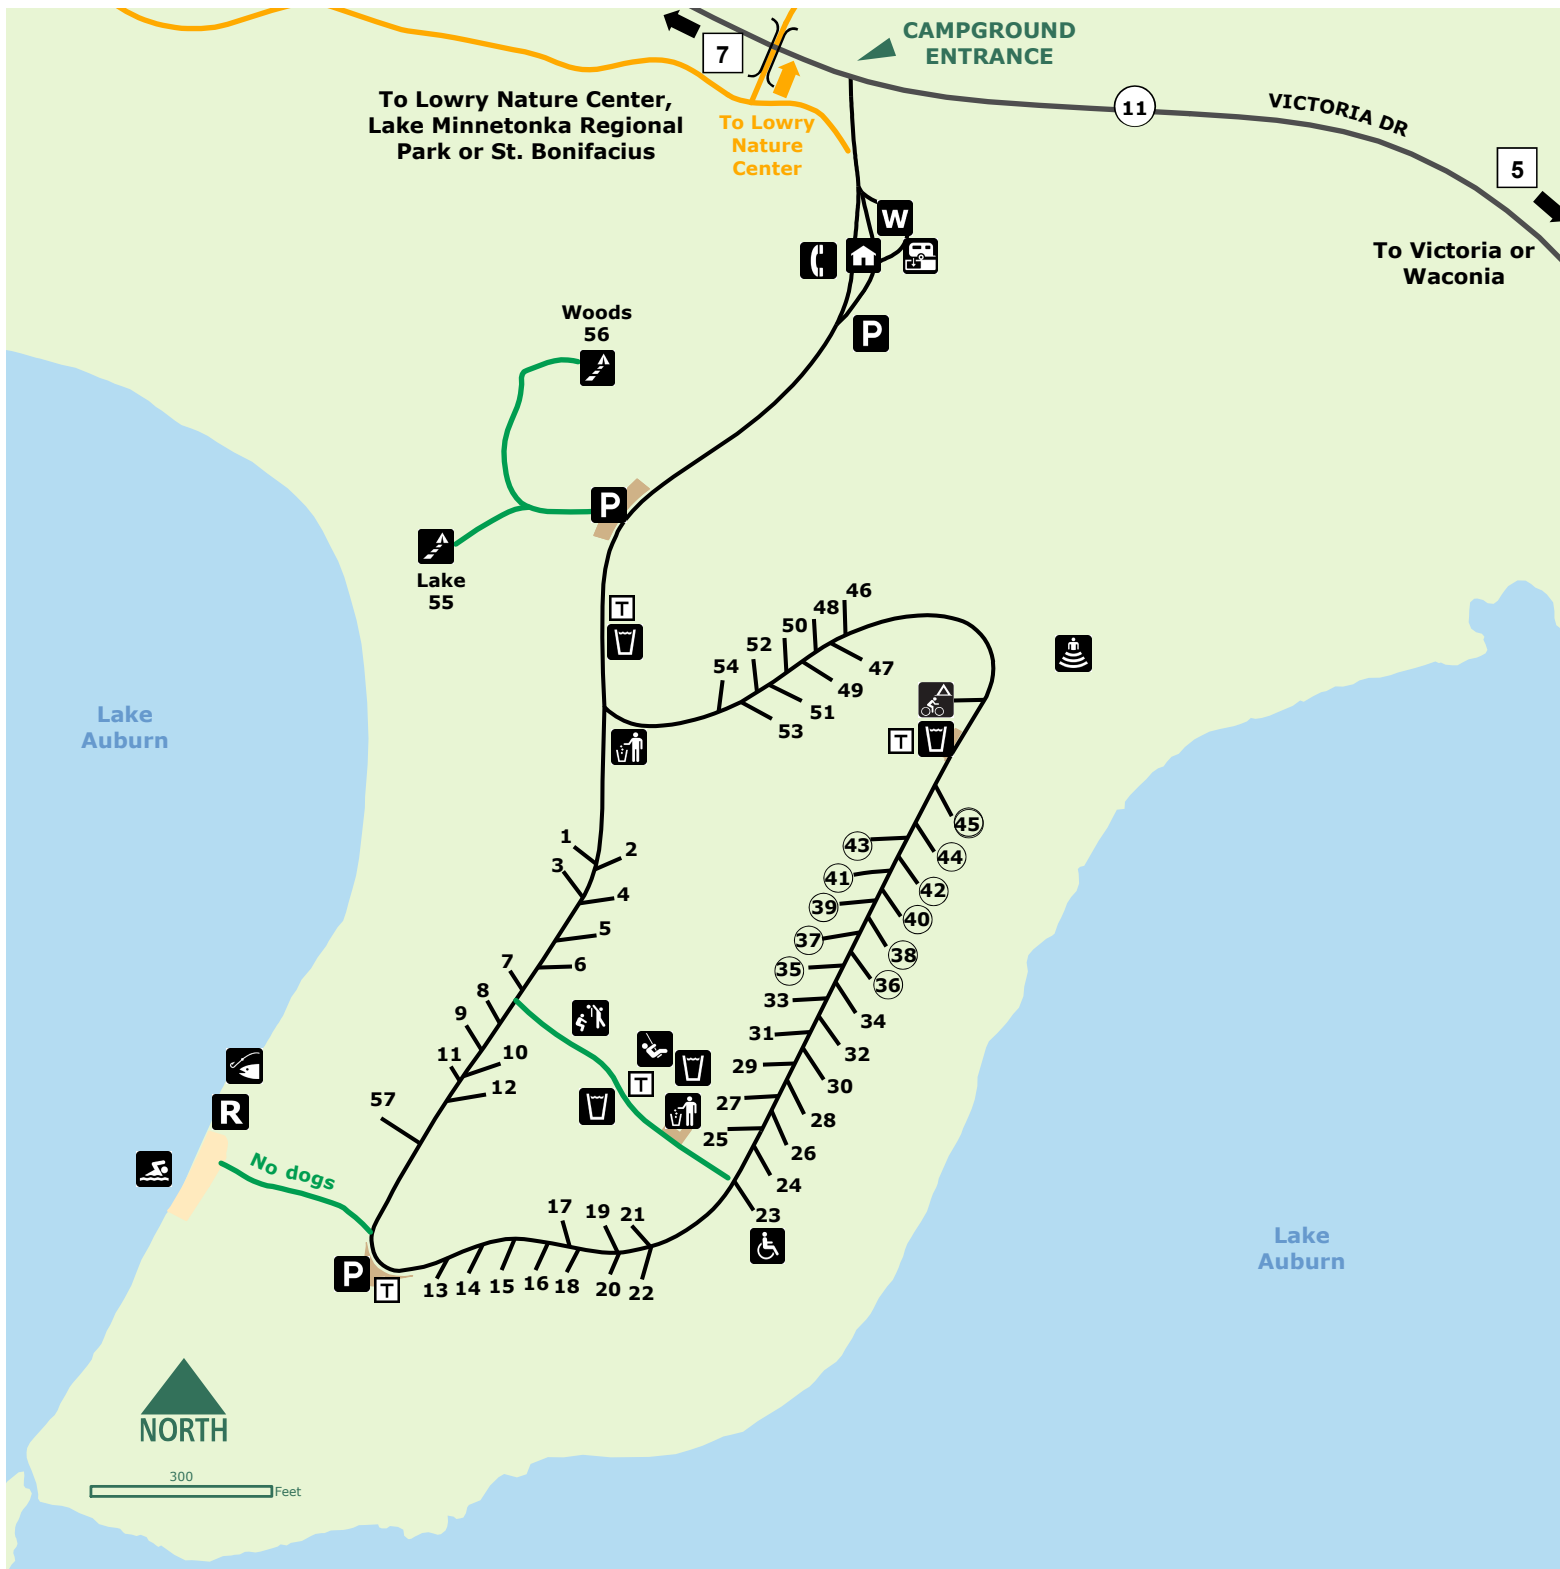 CAMPGROUND
ENTRANCE
7
To Lowry Nature Center,
Lake Minnetonka Regional
Park or St. Bonifacius
To Lowry
Nature
Center
11
VICTORIA DR
5
To Victoria or
Waconia
W
P
Woods
56
P
Lake
55
T
46
48
50
52
54
47
49
51
53
T
Lake
Auburn
45
43
44
41
42
39
40
37
38
35
36
33
34
31
32
29
30
27
28
25
26
24
23
1
2
3
4
5
6
7
8
9
10
11
12
57
T
R
No dogs
17
19
21
P
T
13
14
15
16
18
20
22
Lake
Auburn
NORTH
300
Feet